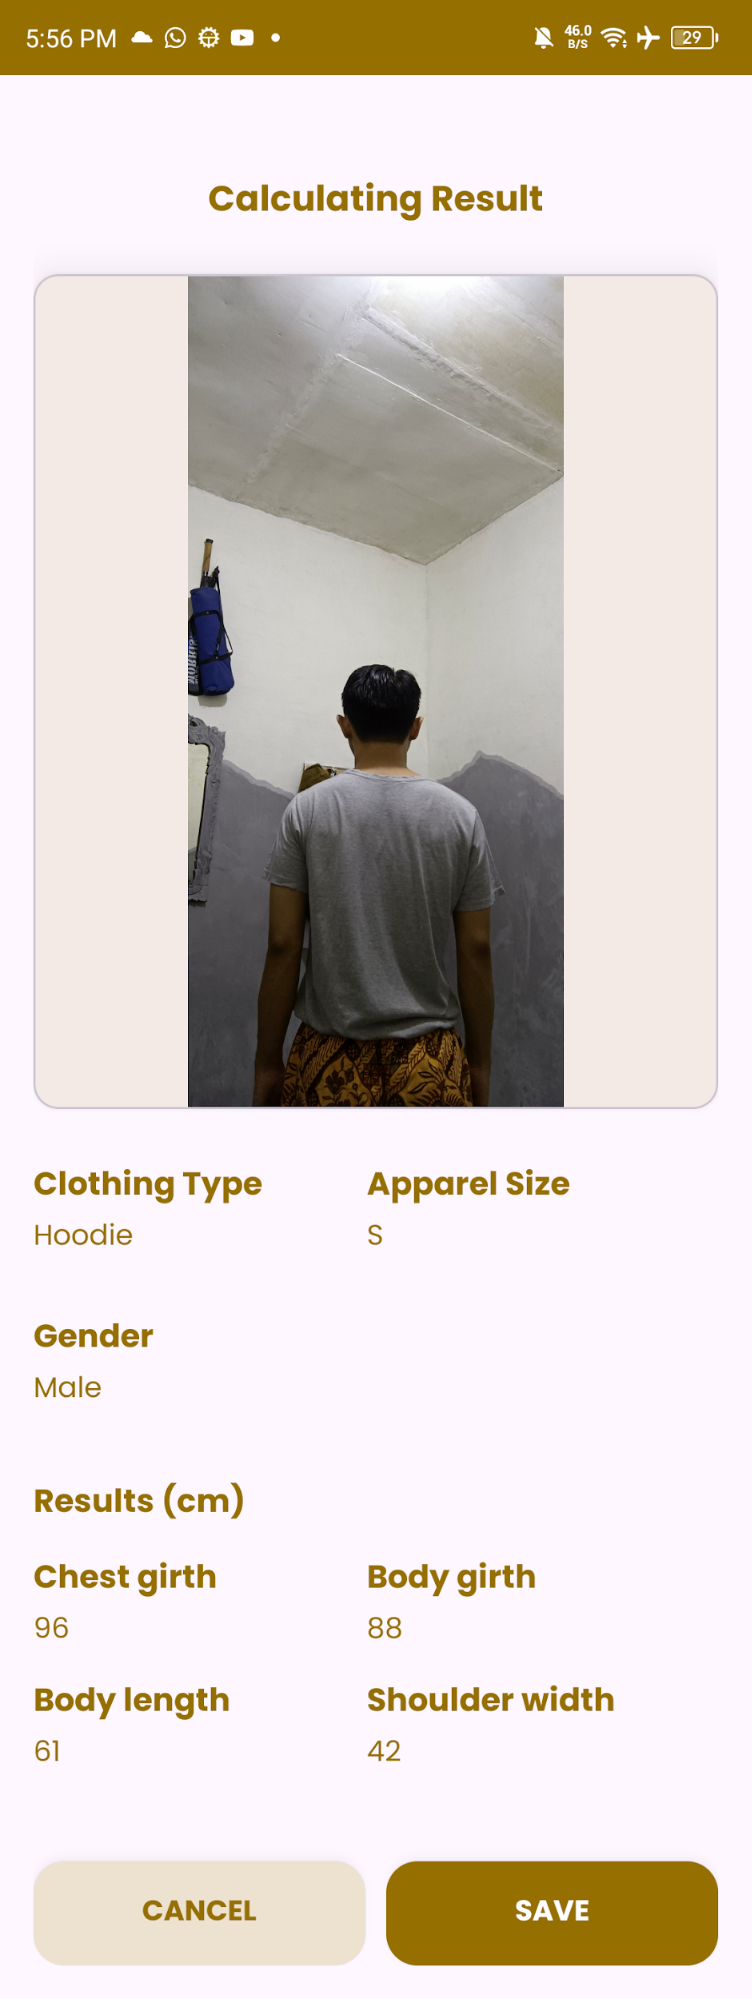 5:56 PM
46.0
B/S
29
Calculating Result
Clothing Type
Apparel Size
Hoodie
S
Gender
Male
Results (cm)
Chest girth
Body girth
96
88
Body length
Shoulder width
61
42
CANCEL
SAVE